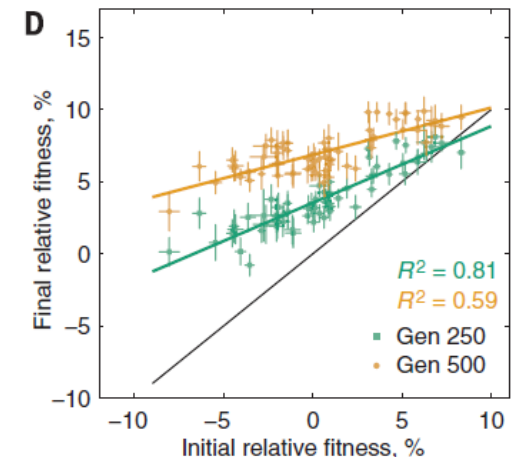 D
15
10
5
0
−5
−10
Final relative fitness, %
R² = 0.81
R² = 0.59
Gen 250
Gen 500
−10 −5 0 5 10
Initial relative fitness, %